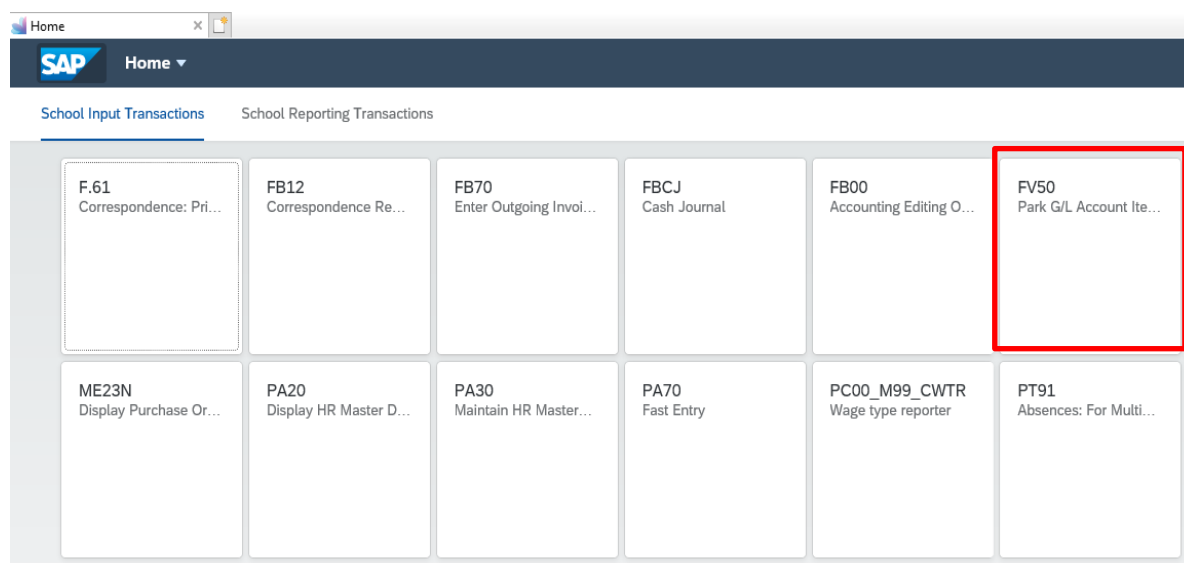 Home
SAP Home
School Input Transactions School Reporting Transactions
F.61
Correspondence: Pri...
FB12
Correspondence Re...
FB70
Enter Outgoing Invoi...
FBCJ
Cash Journal
FB00
Accounting Editing O...
FV50
Park G/L Account Ite...
ME23N
Display Purchase Or...
PA20
Display HR Master D...
PA30
Maintain HR Master...
PA70
Fast Entry
PC00_M99_CWTR
Wage type reporter
PT91
Absences: For Multi...